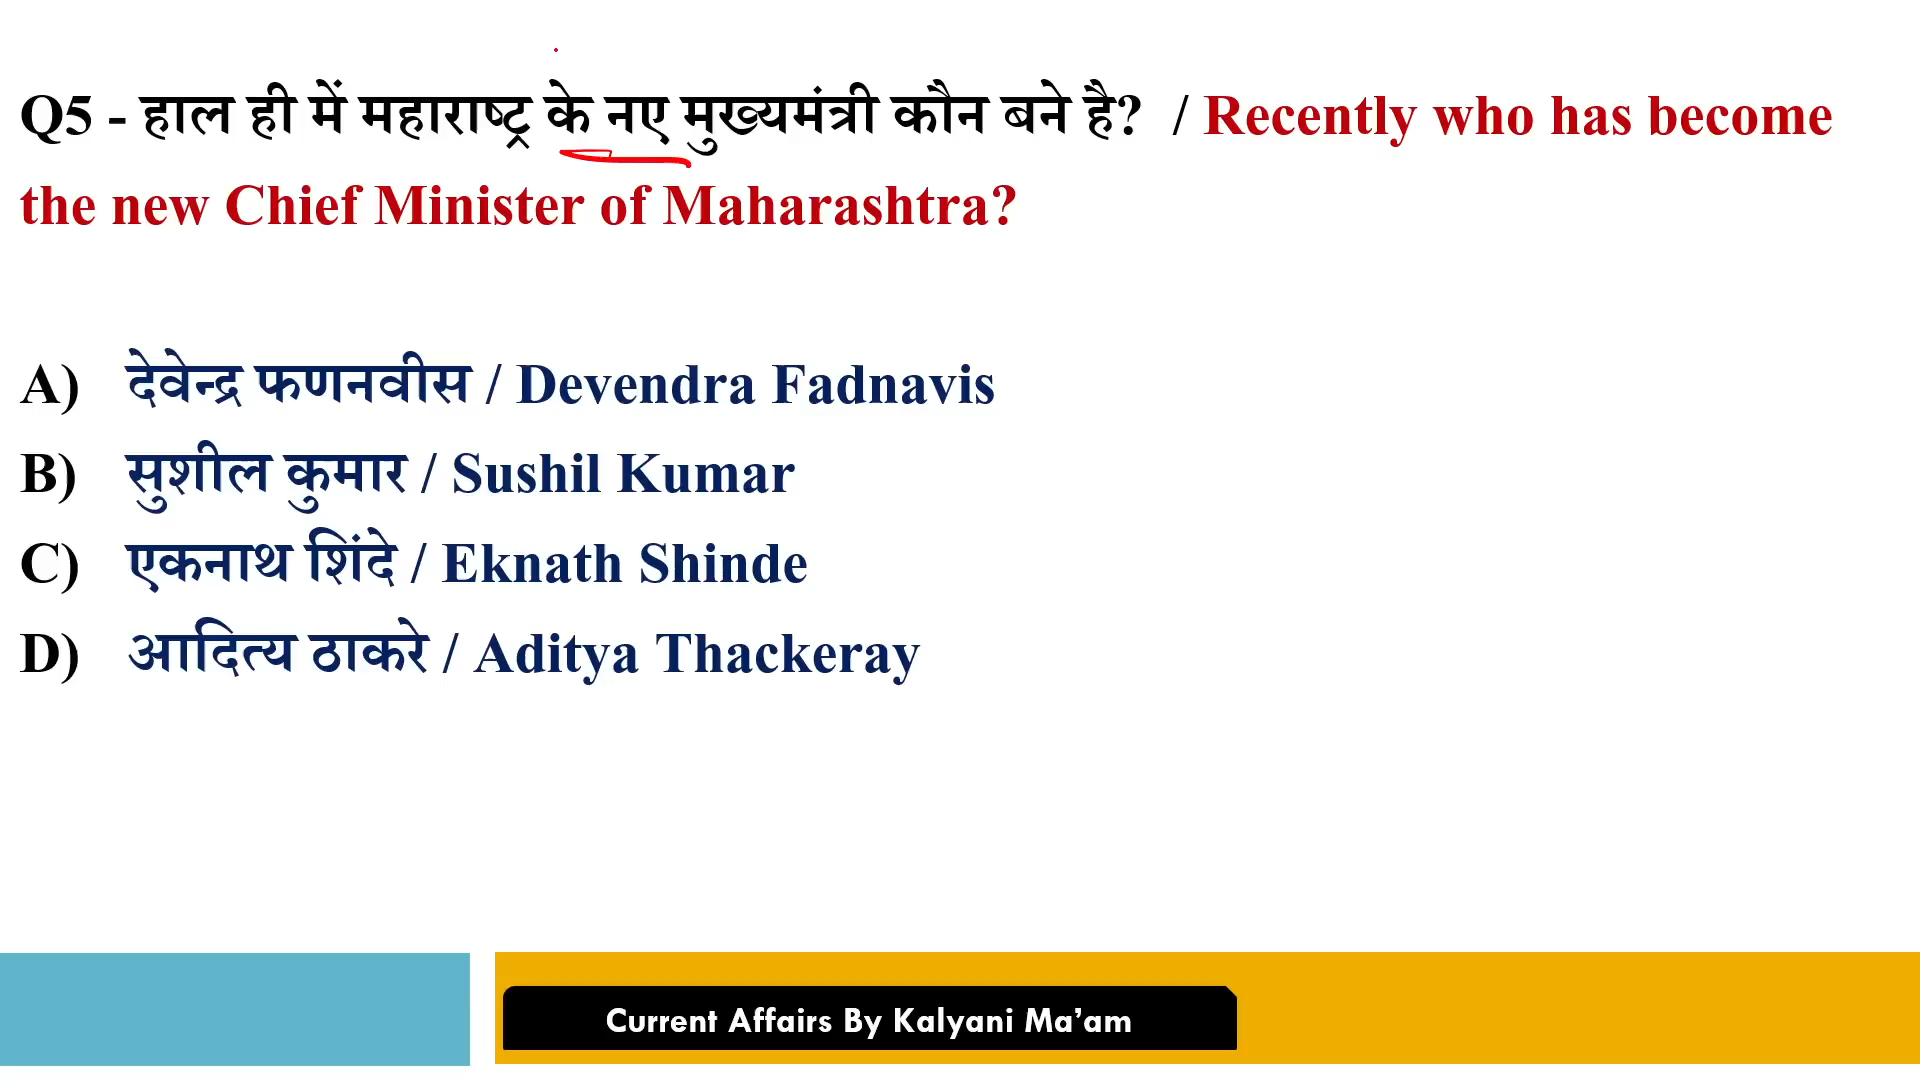 Q5 - हाल ही में महाराष्ट्र के नए मुख्यमंत्री कौन बने है? / Recently who has become
the new Chief Minister of Maharashtra?
A) देवेन्द्र फणनवीस / Devendra Fadnavis
B) सुशील कुमार / Sushil Kumar
C) एकनाथ शिंदे / Eknath Shinde
D) आदित्य ठाकरे / Aditya Thackeray
Current Affairs By Kalyani Ma’am